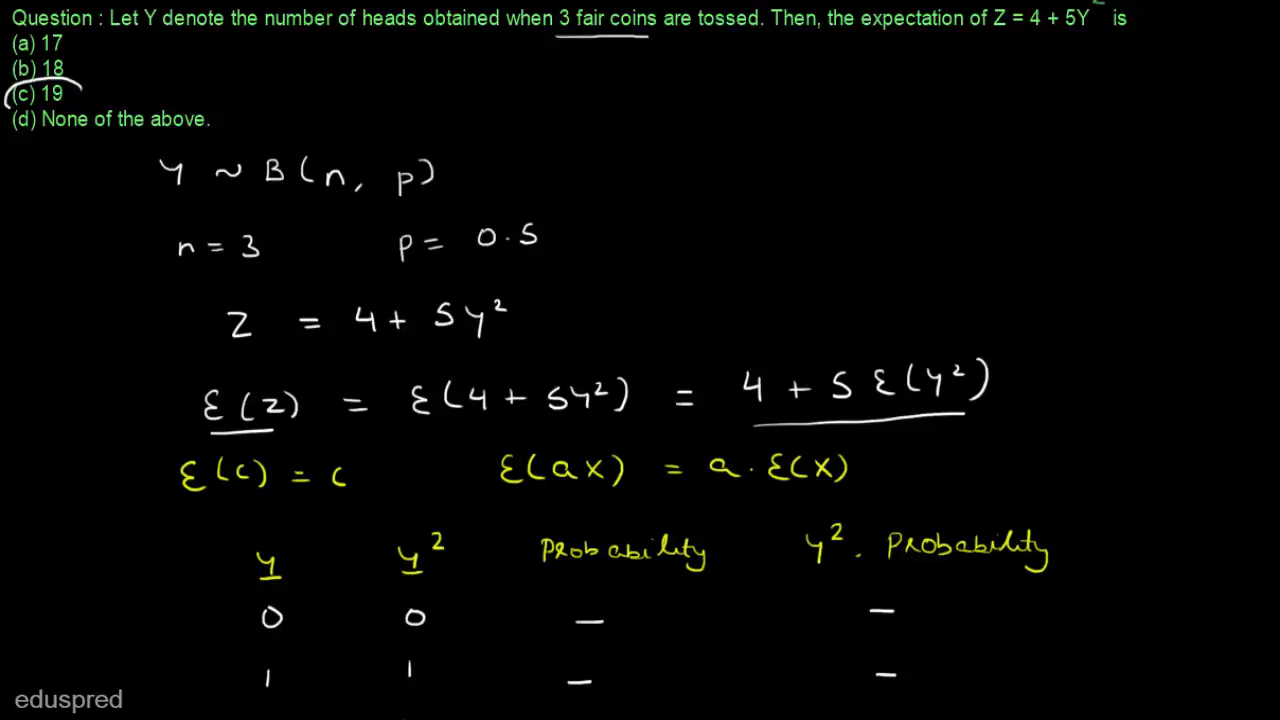 Question : Let Y denote the number of heads obtained when 3 fair coins are tossed. Then, the expectation of Z = 4 + 5Y² is
(a) 17
(b) 18
(c) 19
(d) None of the above.
Y ~ B(n, p)
n = 3 p = 0.5
Z = 4 + 5y²
E(Z) = E(4 + 5Y²) = 4 + 5 E(Y²)
E(c) = c E(aX) = a . E(X)
y y² Probability y² . Probability
0 0 — —
1 1 — —
eduspred